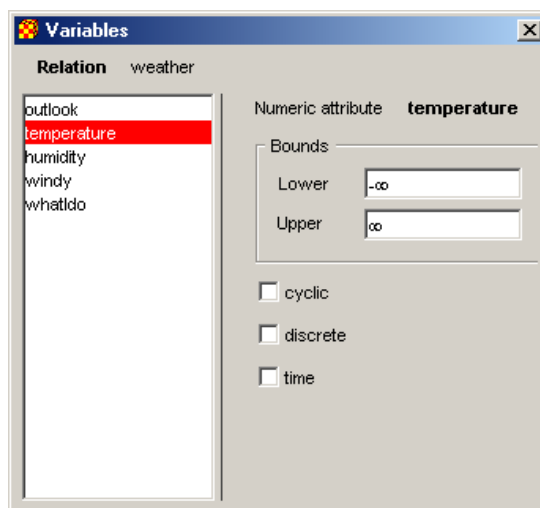 Variables
Relation weather
outlook
temperature
humidity
windy
whatIdo
Numeric attribute temperature
Bounds
Lower -∞
Upper ∞
cyclic
discrete
time